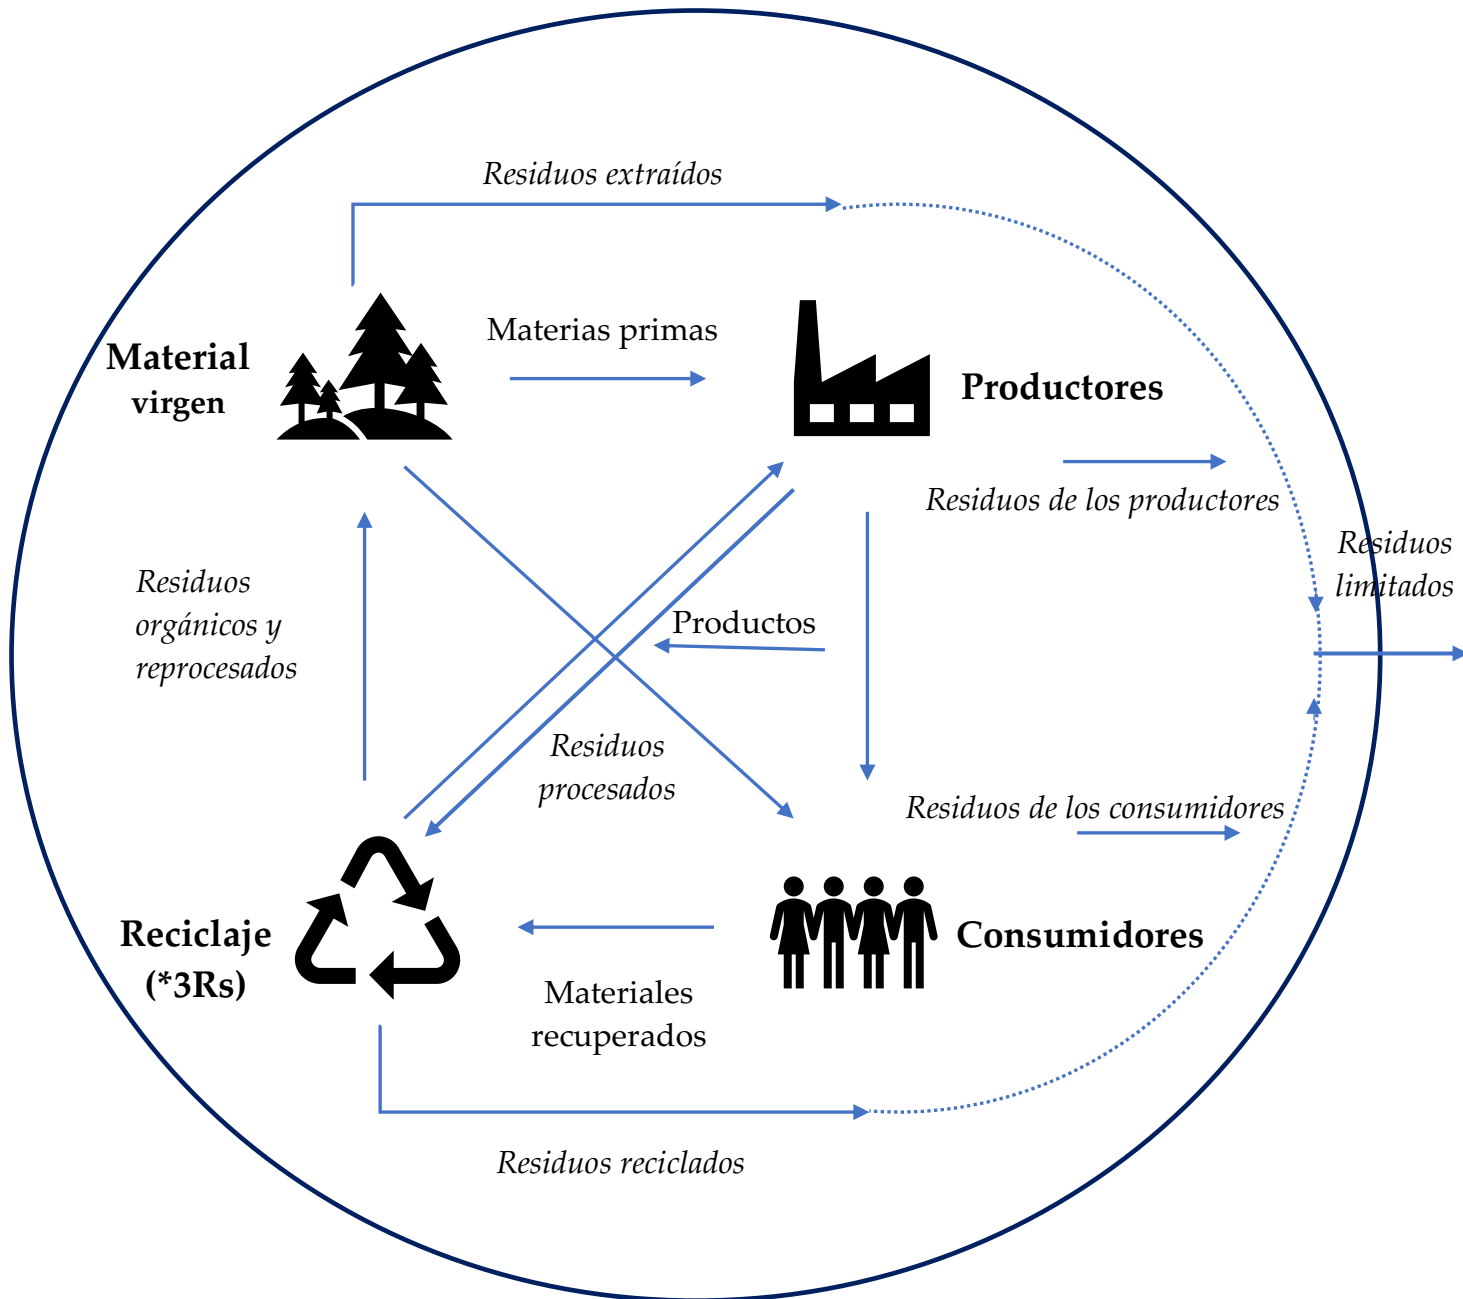 Residuos extraídos
Materias primas
Material
virgen
Productores
Residuos de los productores
Residuos
limitados
Residuos
orgánicos y
reprocesados
Productos
Residuos
procesados
Residuos de los consumidores
Reciclaje
(*3Rs)
Consumidores
Materiales
recuperados
Residuos reciclados